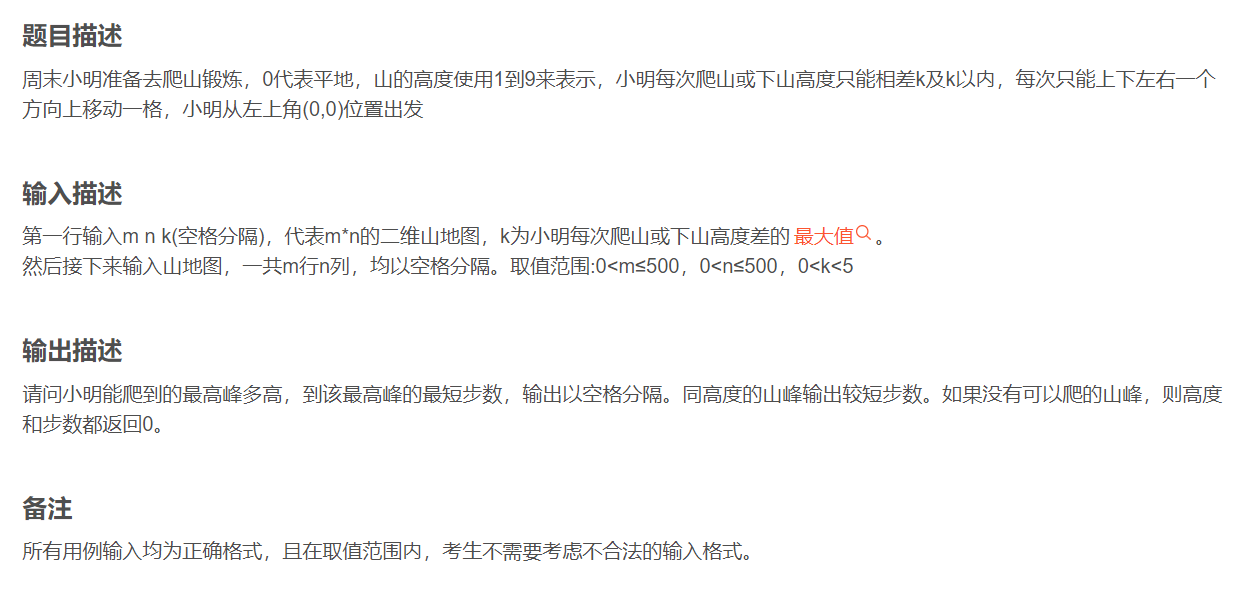 题目描述
周末小明准备去爬山锻炼，0代表平地，山的高度使用1到9来表示，小明每次爬山或下山高度只能相差k及k以内，每次只能上下左右一个
方向上移动一格，小明从左上角(0,0)位置出发
输入描述
第一行输入m n k(空格分隔)，代表m*n的二维山地图，k为小明每次爬山或下山高度差的 最大值 。
然后接下来输入山地图，一共m行n列，均以空格分隔。取值范围:0<m≤500，0<n≤500，0<k<5
输出描述
请问小明能爬到的最高峰多高，到该最高峰的最短步数，输出以空格分隔。同高度的山峰输出较短步数。如果没有可以爬的山峰，则高度
和步数都返回0。
备注
所有用例输入均为正确格式，且在取值范围内，考生不需要考虑不合法的输入格式。